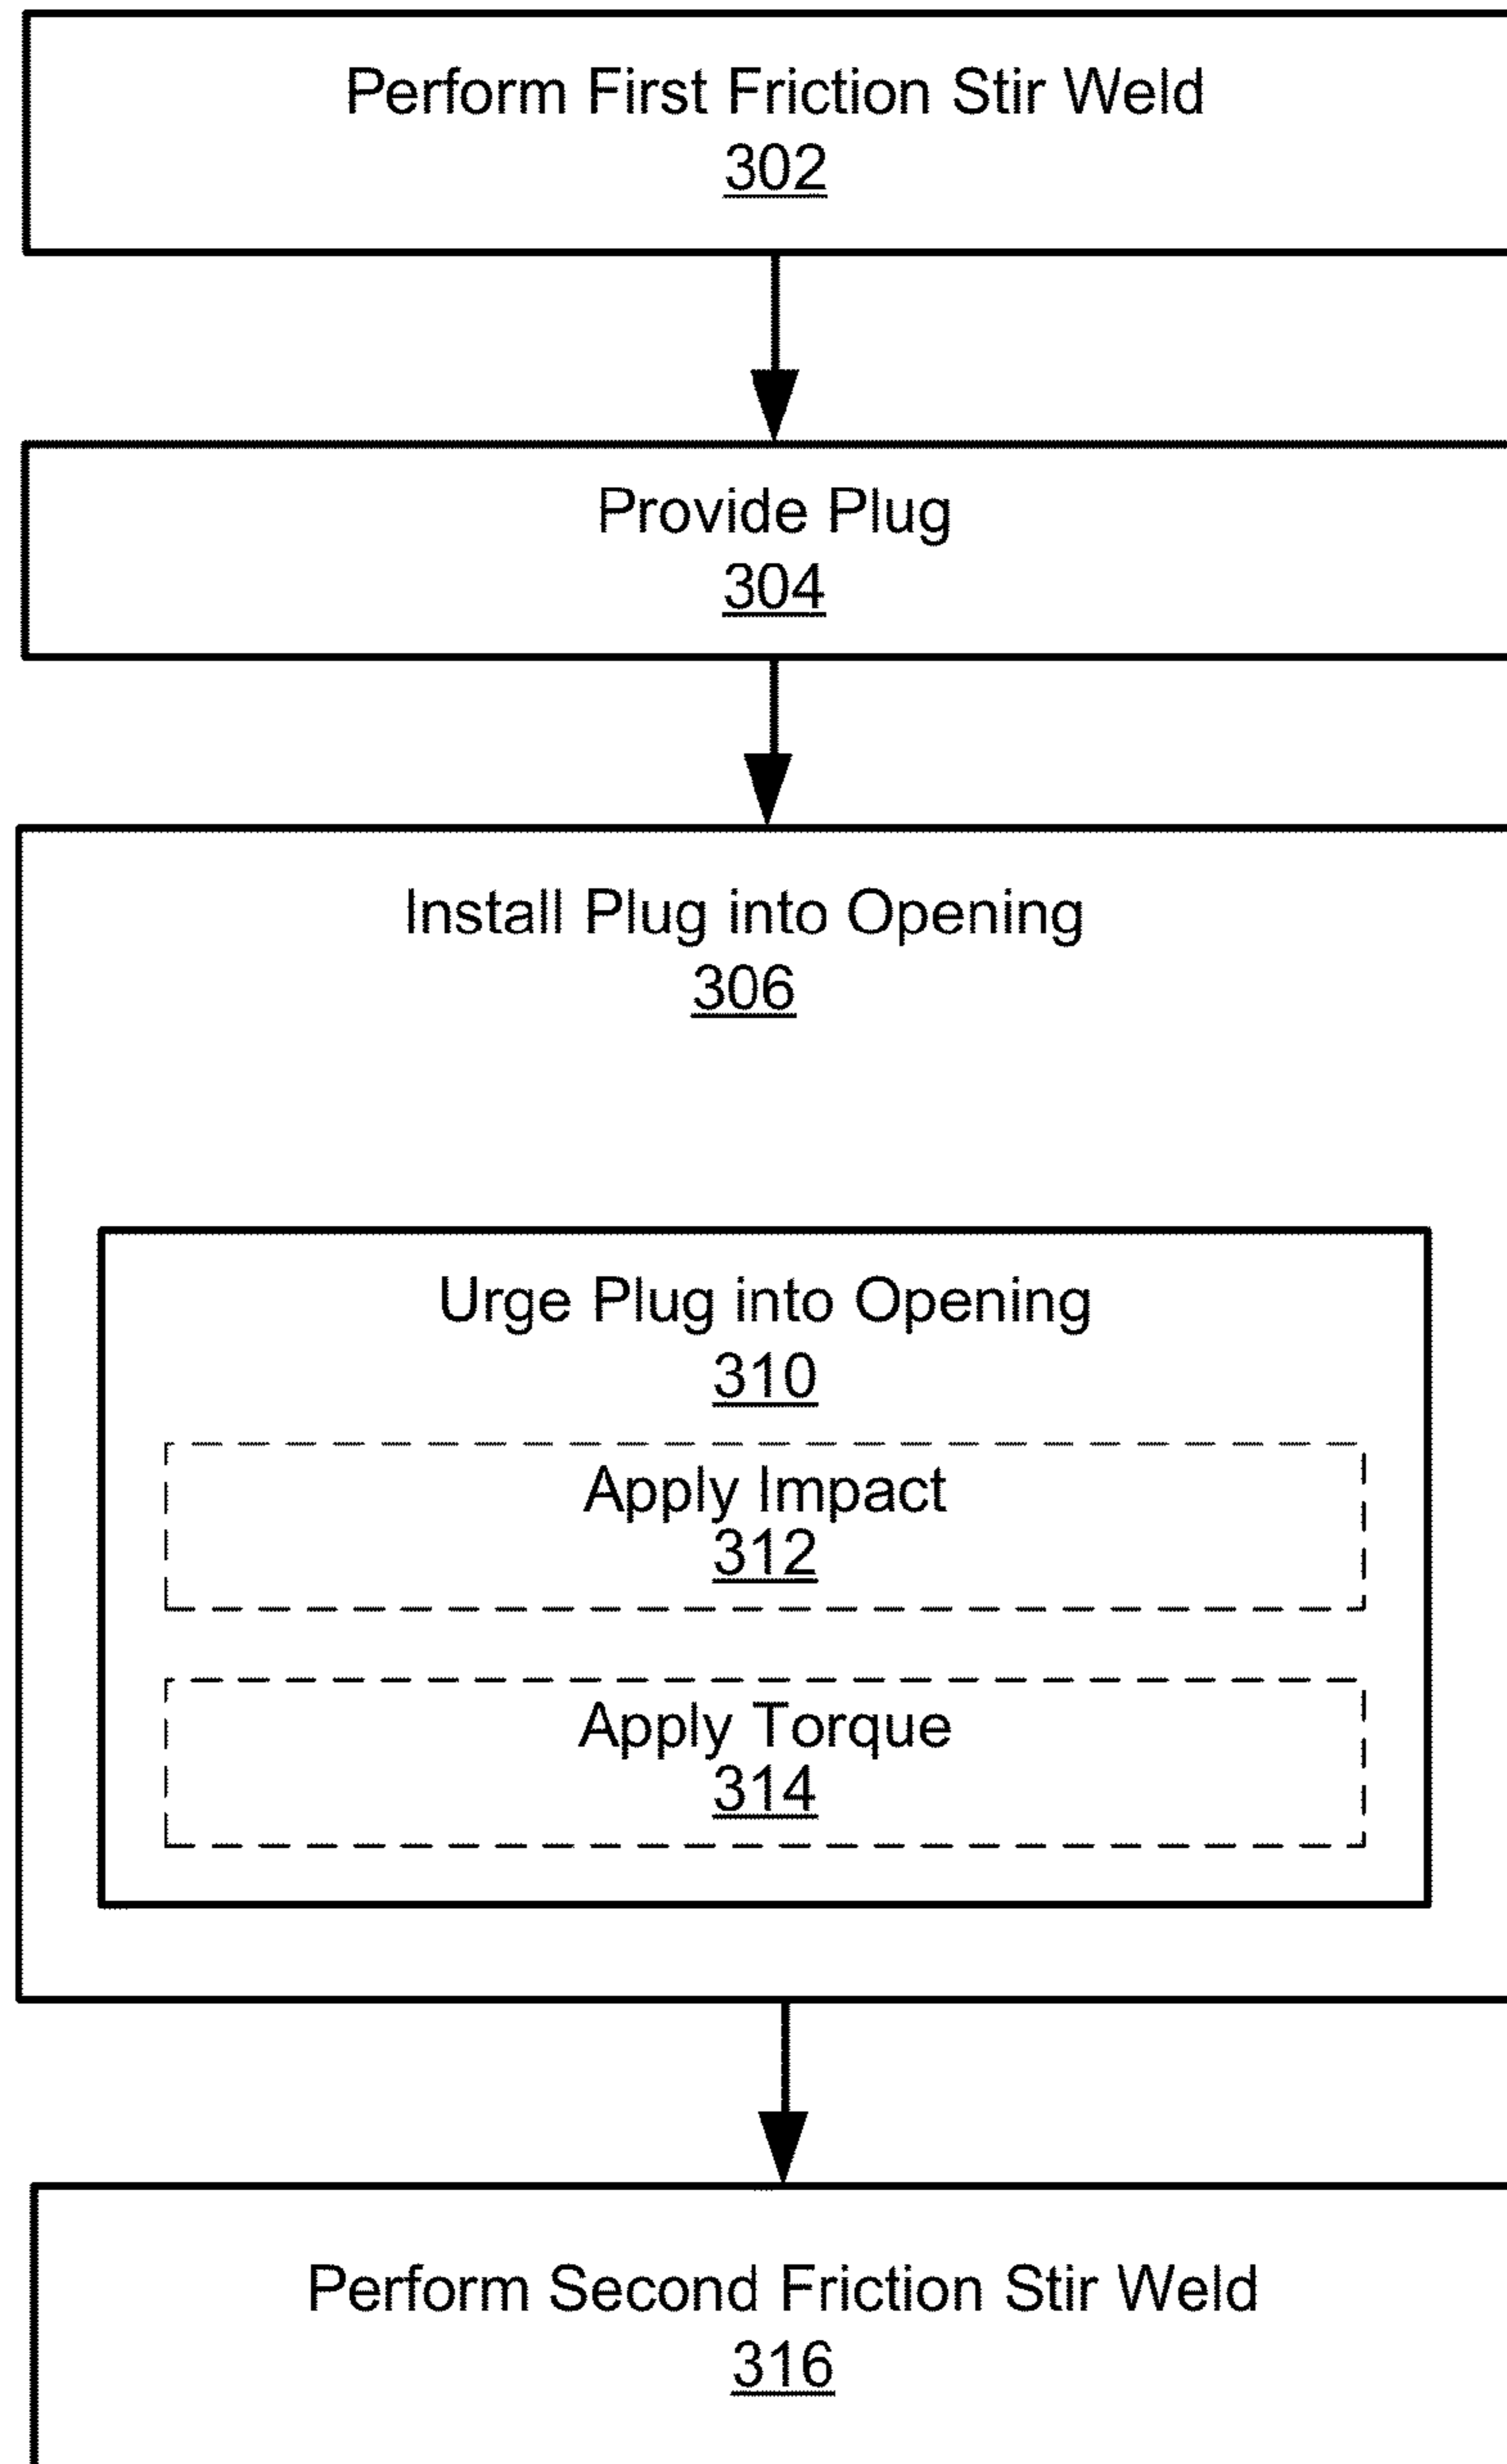 Perform First Friction Stir Weld
302
Provide Plug
304
Install Plug into Opening
306
Urge Plug into Opening
310
Apply Impact
312
Apply Torque
314
Perform Second Friction Stir Weld
316